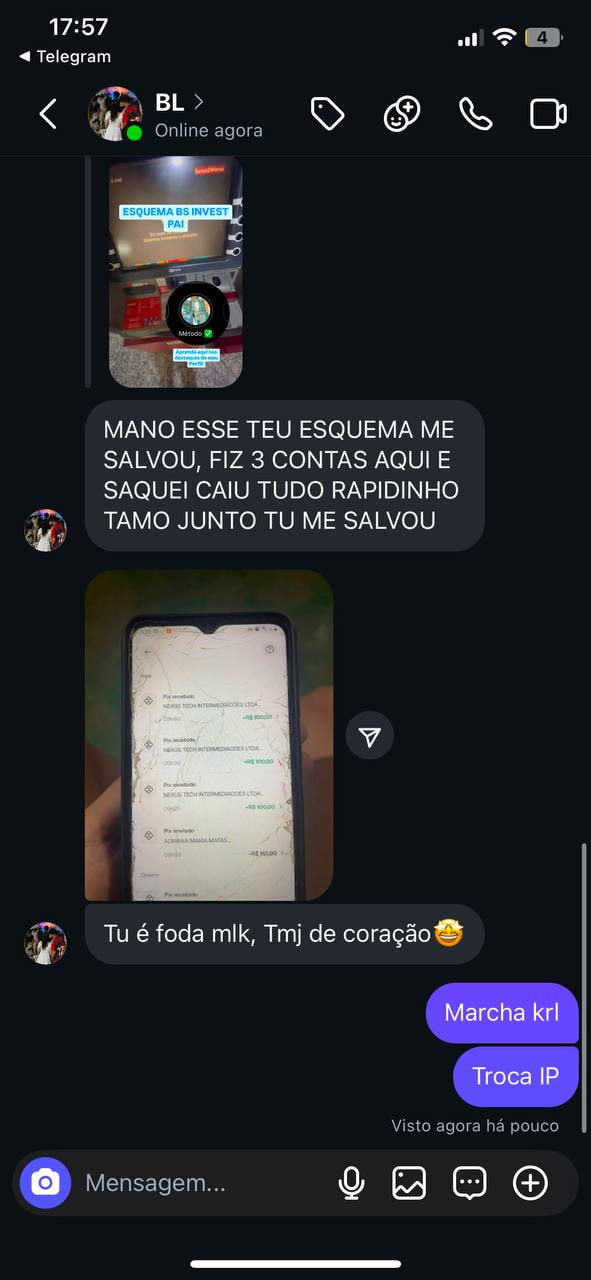 17:57
4
Telegram
BL
Online agora
ESQUEMA BS INVEST
PAI
Método
Aprenda aqui nos
destaques do meu
Perfil
MANO ESSE TEU ESQUEMA ME
SALVOU, FIZ 3 CONTAS AQUI E
SAQUEI CAIU TUDO RAPIDINHO
TAMO JUNTO TU ME SALVOU
Hoje
Pix recebido
NEXUS TECH INTERMEDIACOES LTDA..
+R$ 100,00
Pix recebido
NEXUS TECH INTERMEDIACOES LTDA..
+R$ 100,00
Pix recebido
NEXUS TECH INTERMEDIACOES LTDA..
+R$ 100,00
Pix enviado
ADRIANA MARIA
Ontem
Pix recebido
Tu é foda mlk, Tmj de coração🤩
Marcha krl
Troca IP
Visto agora há pouco
Mensagem...